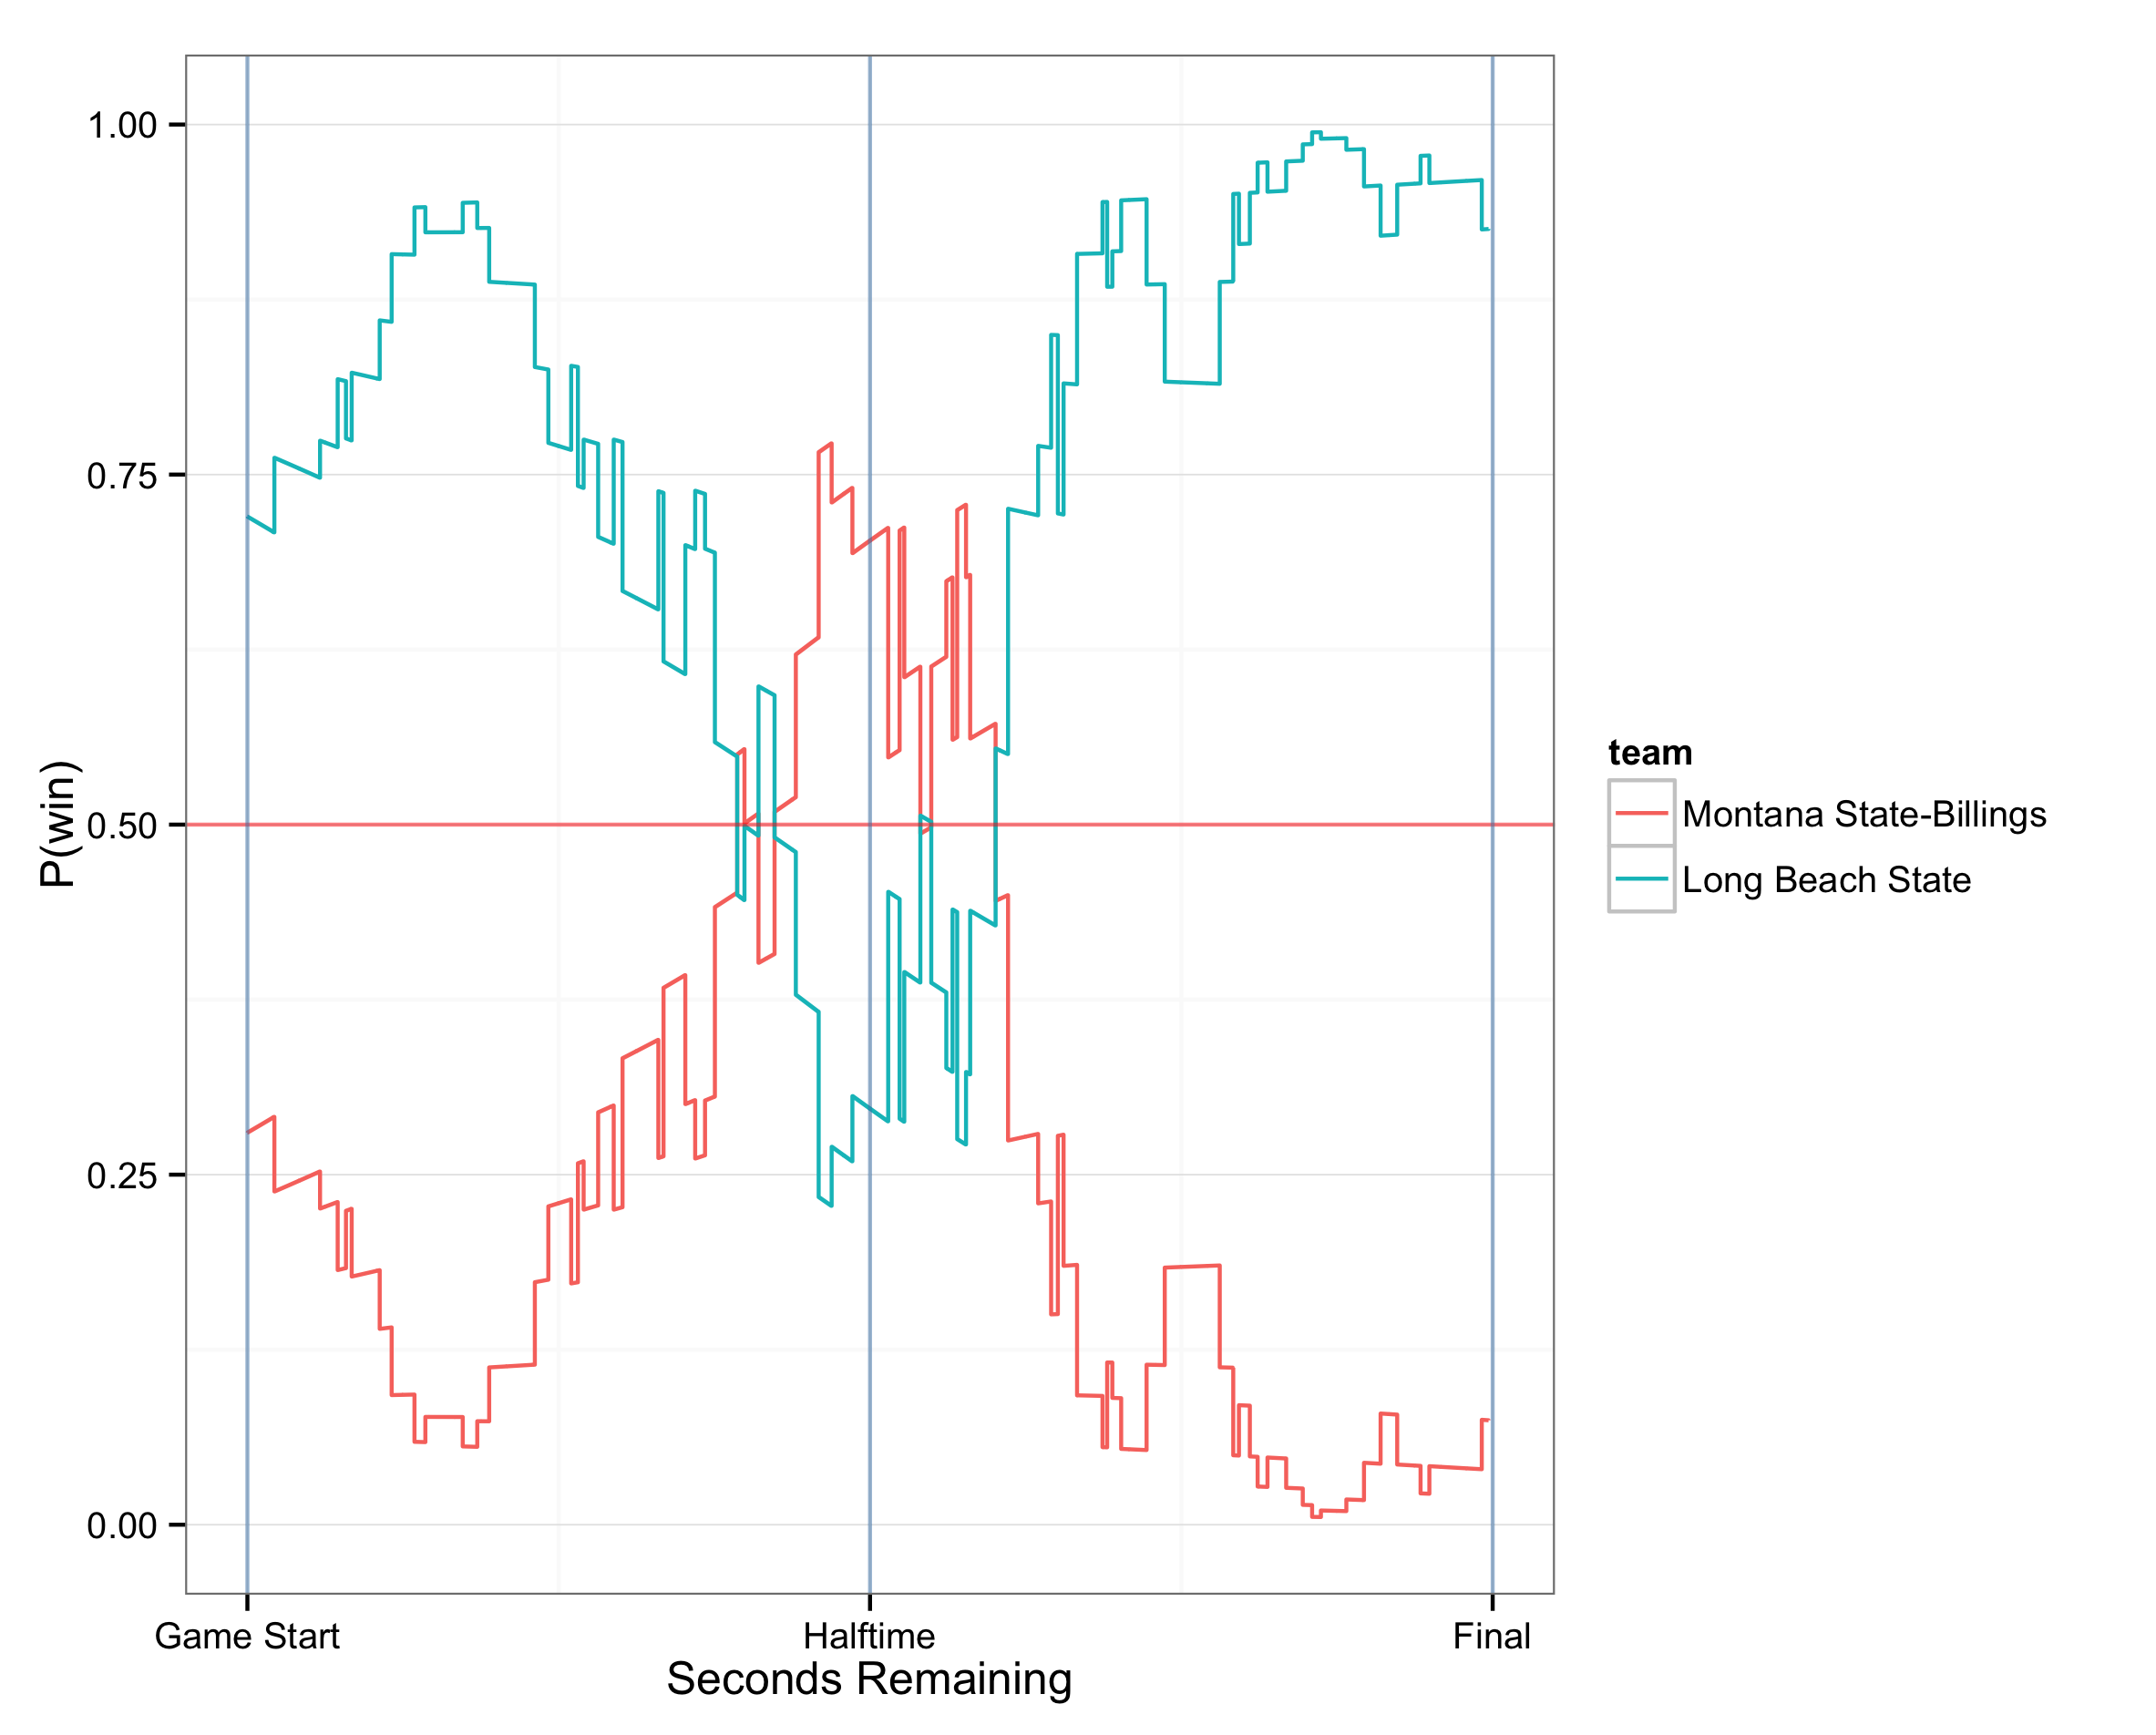 1.00
0.75
0.50
0.25
0.00
P(win)
Game Start
Halftime
Final
Seconds Remaining
team
Montana State-Billings
Long Beach State